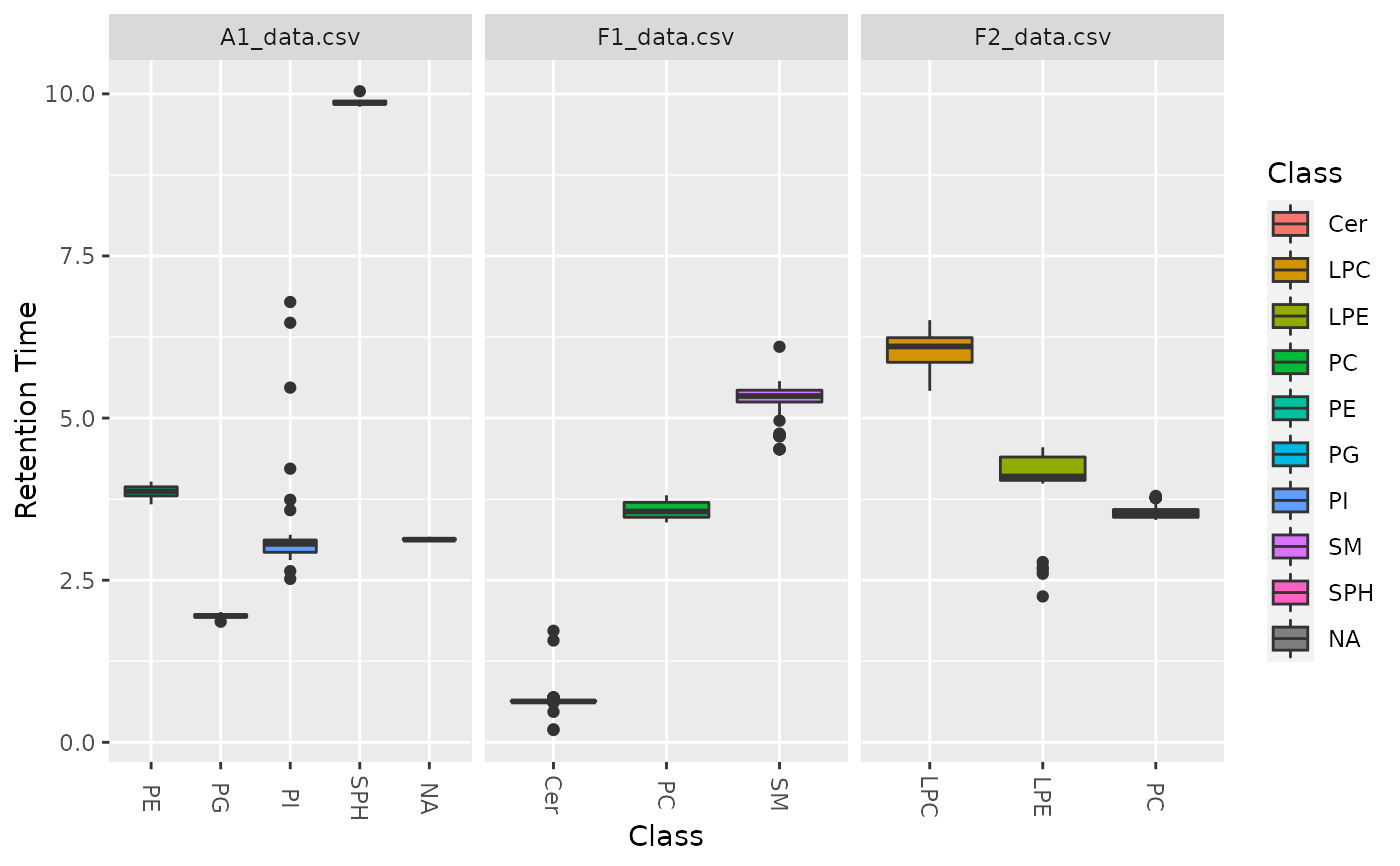 A1_data.csv F1_data.csv F2_data.csv
Retention Time
10.0
7.5
5.0
2.5
0.0
PE PG PI SPH NA Cer PC SM LPC LPE PC
Class
Class
Cer
LPC
LPE
PC
PE
PG
PI
SM
SPH
NA